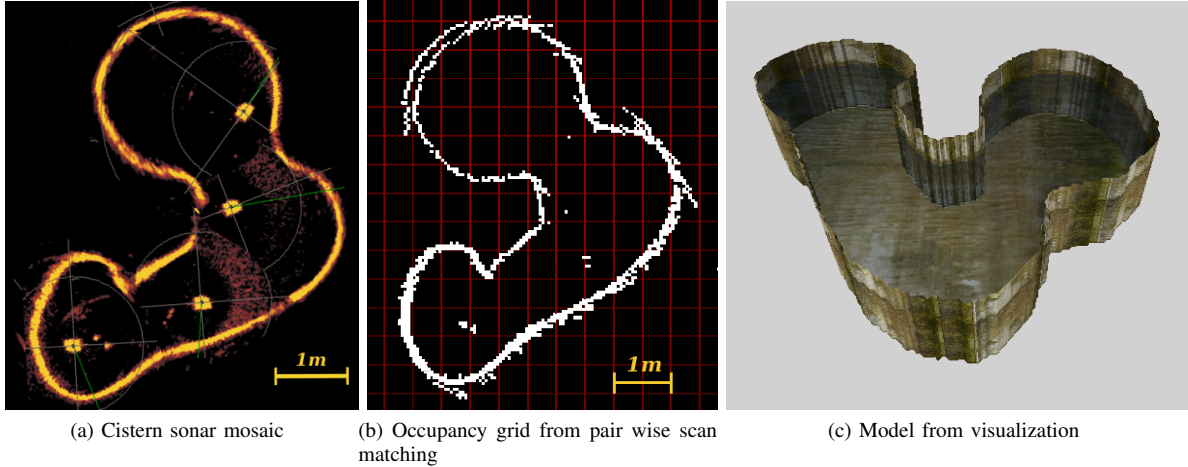 1m
1m
(a) Cistern sonar mosaic
(b) Occupancy grid from pair wise scan
matching
(c) Model from visualization